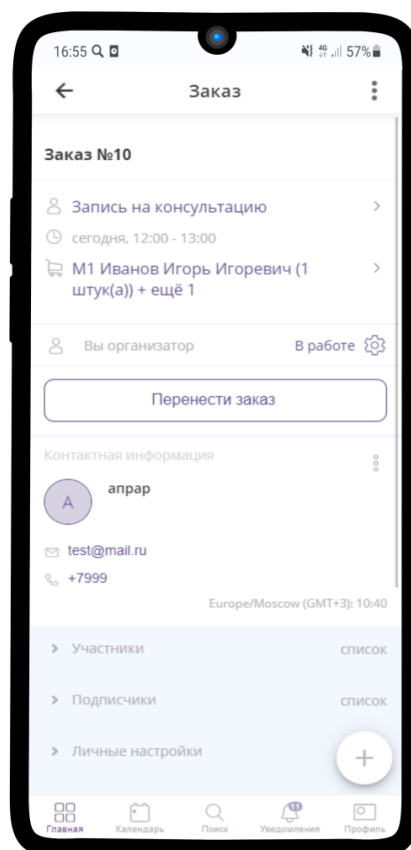 16:55
4G
57%
Заказ
Заказ №10
Запись на консультацию
сегодня, 12:00 - 13:00
М1 Иванов Игорь Игоревич (1
штук(а)) + ещё 1
Вы организатор
В работе
Перенести заказ
Контактная информация
А
апрар
test@mail.ru
+7999
Europe/Moscow (GMT+3): 10:40
Участники
список
Подписчики
список
Личные настройки
+
Главная
Календарь
Поиск
Уведомления
Профиль